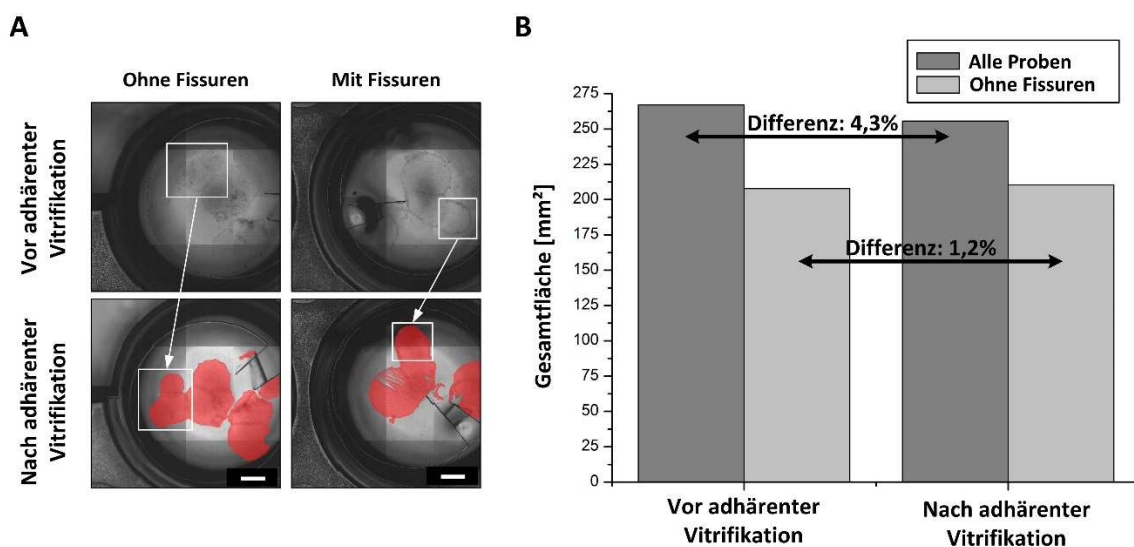 A
Ohne Fissuren
Mit Fissuren
Vor adhärenter
Vitrifikation
Nach adhärenter
Vitrifikation
B
Alle Proben
Ohne Fissuren
Gesamtfläche [mm²]
275
250
225
200
175
150
125
100
75
50
25
0
Differenz: 4,3%
Differenz: 1,2%
Vor adhärenter
Vitrifikation
Nach adhärenter
Vitrifikation